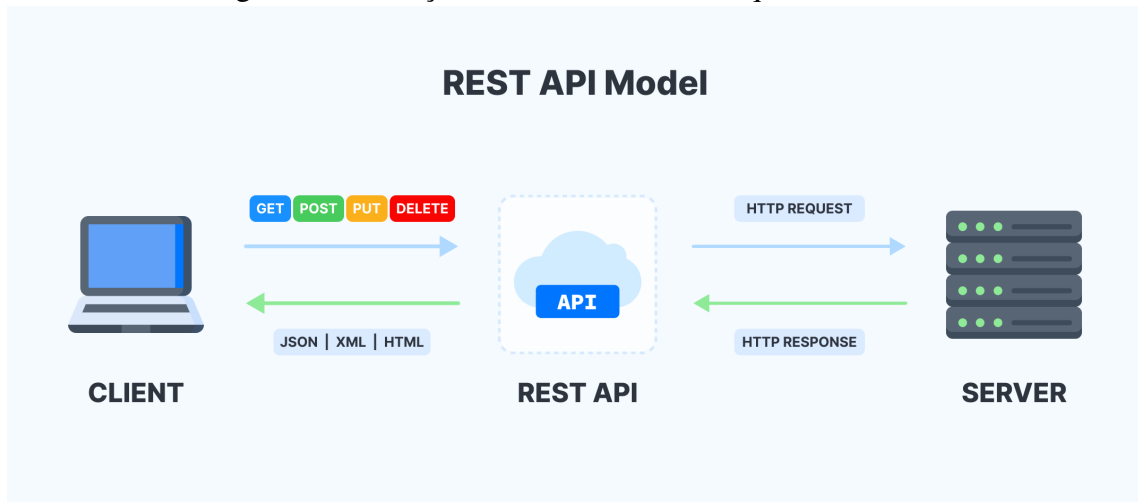 REST API Model
GET POST PUT DELETE
HTTP REQUEST
API
JSON | XML | HTML
HTTP RESPONSE
CLIENT
REST API
SERVER